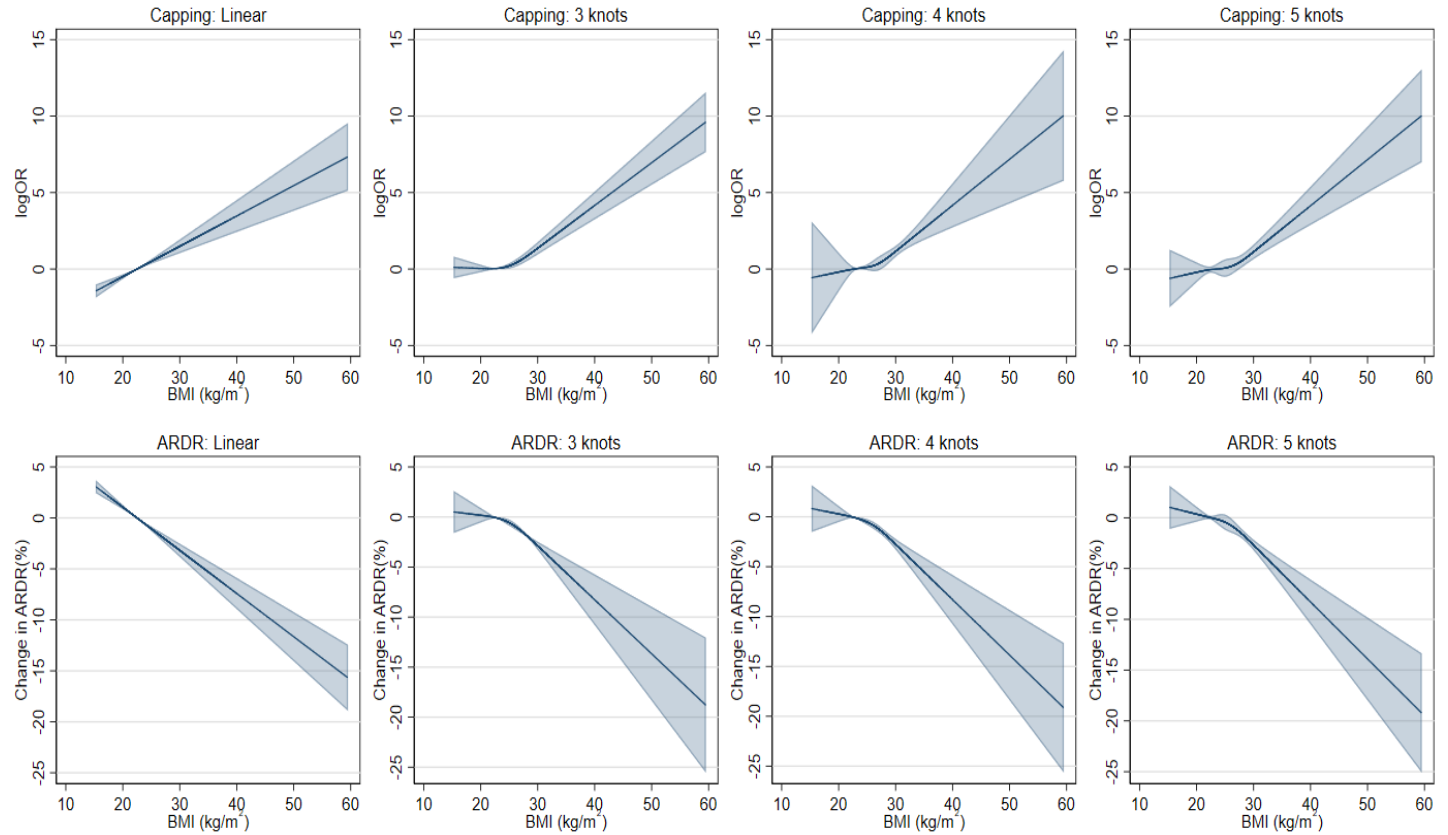 Capping: Linear
15
10
5
0
-5
logOR
10 20 30 40 50 60
BMI (kg/m²)
Capping: 3 knots
15
10
5
0
-5
logOR
10 20 30 40 50 60
BMI (kg/m²)
Capping: 4 knots
15
10
5
0
-5
logOR
10 20 30 40 50 60
BMI (kg/m²)
Capping: 5 knots
15
10
5
0
-5
logOR
10 20 30 40 50 60
BMI (kg/m²)
ARDR: Linear
5
0
-5
-10
-15
-20
-25
Change in ARDR(%)
10 20 30 40 50 60
BMI (kg/m²)
ARDR: 3 knots
5
0
-5
-10
-15
-20
-25
Change in ARDR(%)
10 20 30 40 50 60
BMI (kg/m²)
ARDR: 4 knots
5
0
-5
-10
-15
-20
-25
Change in ARDR(%)
10 20 30 40 50 60
BMI (kg/m²)
ARDR: 5 knots
5
0
-5
-10
-15
-20
-25
Change in ARDR(%)
10 20 30 40 50 60
BMI (kg/m²)